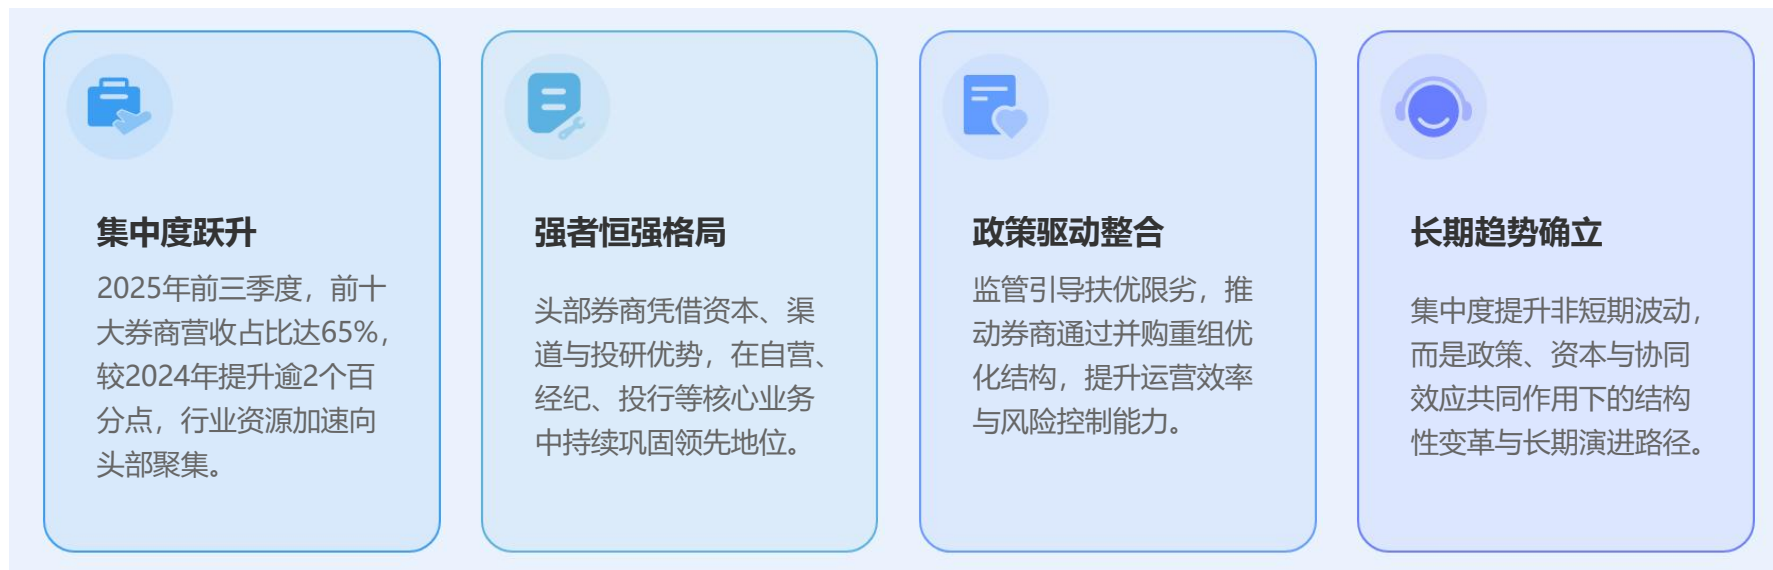 集中度跃升
2025年前三季度，前十
大券商营收占比达65%，
较2024年提升逾2个百
分点，行业资源加速向
头部聚集。
强者恒强格局
头部券商凭借资本、渠
道与投研优势，在自营、
经纪、投行等核心业务
中持续巩固领先地位。
政策驱动整合
监管引导扶优限劣，推
动券商通过并购重组优
化结构，提升运营效率
与风险控制能力。
长期趋势确立
集中度提升非短期波动，
而是政策、资本与协同
效应共同作用下的结构
性变革与长期演进路径。